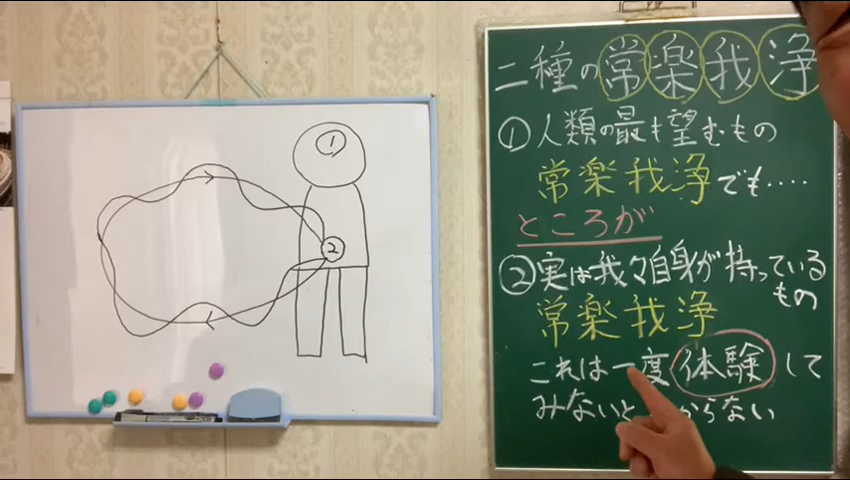 ①
②
二種の常楽我浄
①人類の最も望むもの
常楽我浄でも‥‥
ところが
②実は我々自身が持っている
もの
常楽我浄
これは一度体験して
みないと からない